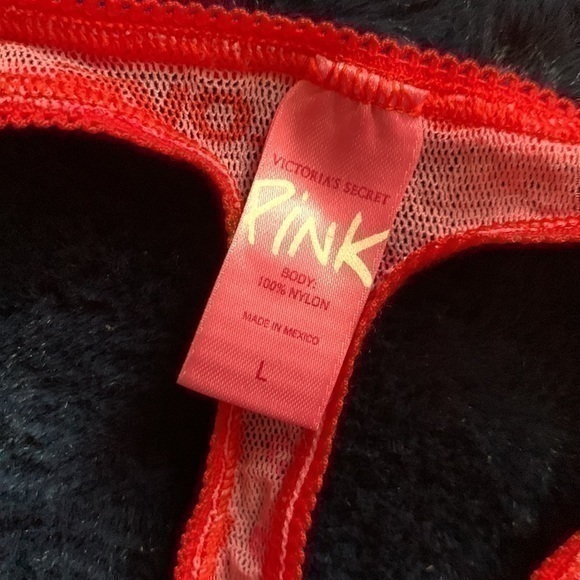 VICTORIA'S SECRET
PINK
BODY:
100% NYLON
MADE IN MEXICO
L